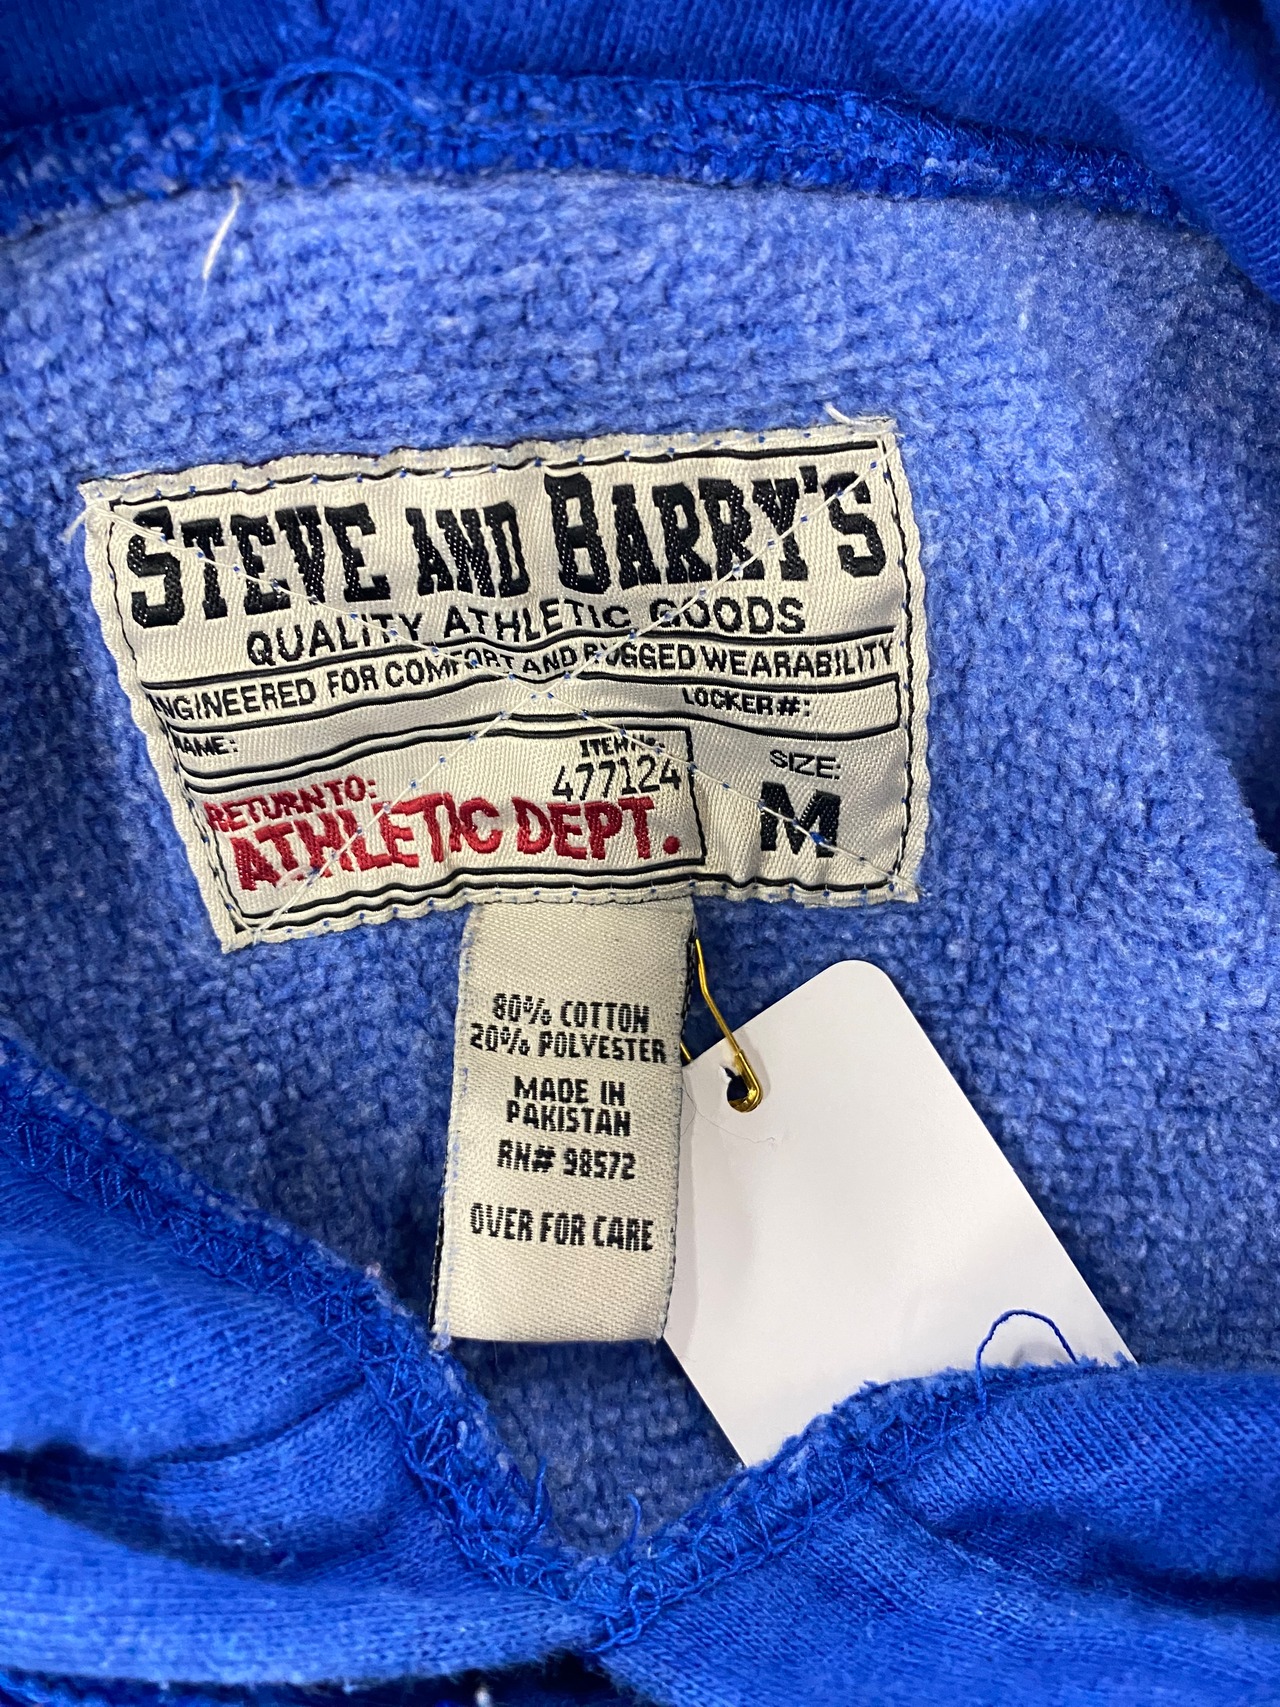 STEVE AND BARRY'S
QUALITY ATHLETIC GOODS
ENGINEERED FOR COMFORT AND RUGGED WEARABILITY
LOCKER#:
NAME:
ITEM No.:
477124
SIZE:
M
RETURN TO:
ATHLETIC DEPT.
80% COTTON
20% POLYESTER
MADE IN
PAKISTAN
RN# 98572
OVER FOR CARE